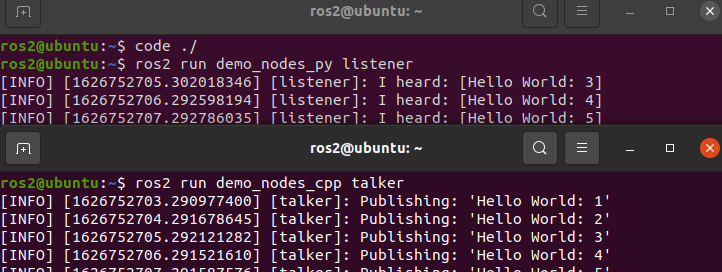 ros2@ubuntu: ~
ros2@ubuntu:~$ code ./
ros2@ubuntu:~$ ros2 run demo_nodes_py listener
[INFO] [1626752705.302018346] [listener]: I heard: [Hello World: 3]
[INFO] [1626752706.292598194] [listener]: I heard: [Hello World: 4]
[INFO] [1626752707.292786035] [listener]: I heard: [Hello World: 5]
ros2@ubuntu: ~
ros2@ubuntu:~$ ros2 run demo_nodes_cpp talker
[INFO] [1626752703.290977400] [talker]: Publishing: 'Hello World: 1'
[INFO] [1626752704.291678645] [talker]: Publishing: 'Hello World: 2'
[INFO] [1626752705.292121282] [talker]: Publishing: 'Hello World: 3'
[INFO] [1626752706.291521610] [talker]: Publishing: 'Hello World: 4'
[INFO] [talker]: Publishing: 'Hello World: 5'